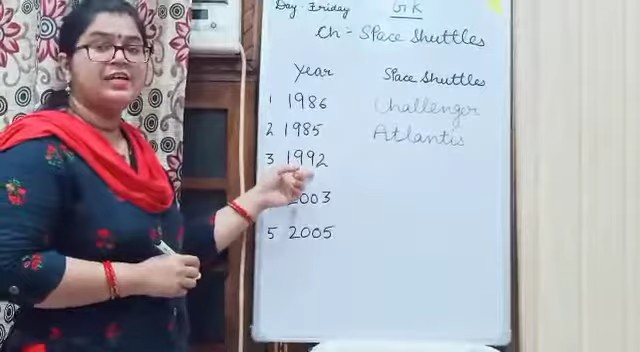 Day- Friday GK
Ch = Space Shuttles
Year Space Shuttles
1 1986 Challenger
2 1985 Atlantis
3 1992
2003
5 2005